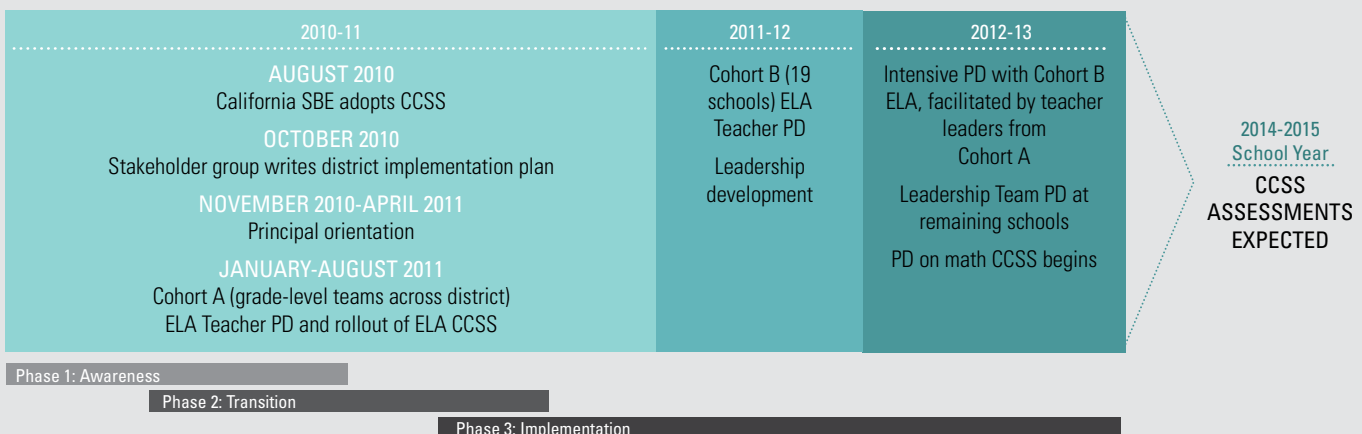 2010-11
AUGUST 2010
California SBE adopts CCSS
OCTOBER 2010
Stakeholder group writes district implementation plan
NOVEMBER 2010-APRIL 2011
Principal orientation
JANUARY-AUGUST 2011
Cohort A (grade-level teams across district)
ELA Teacher PD and rollout of ELA CCSS
2011-12
Cohort B (19
schools) ELA
Teacher PD
Leadership
development
2012-13
Intensive PD with Cohort B
ELA, facilitated by teacher
leaders from
Cohort A
Leadership Team PD at
remaining schools
PD on math CCSS begins
2014-2015
School Year
CCSS
ASSESSMENTS
EXPECTED
Phase 1: Awareness
Phase 2: Transition
Phase 3: Implementation